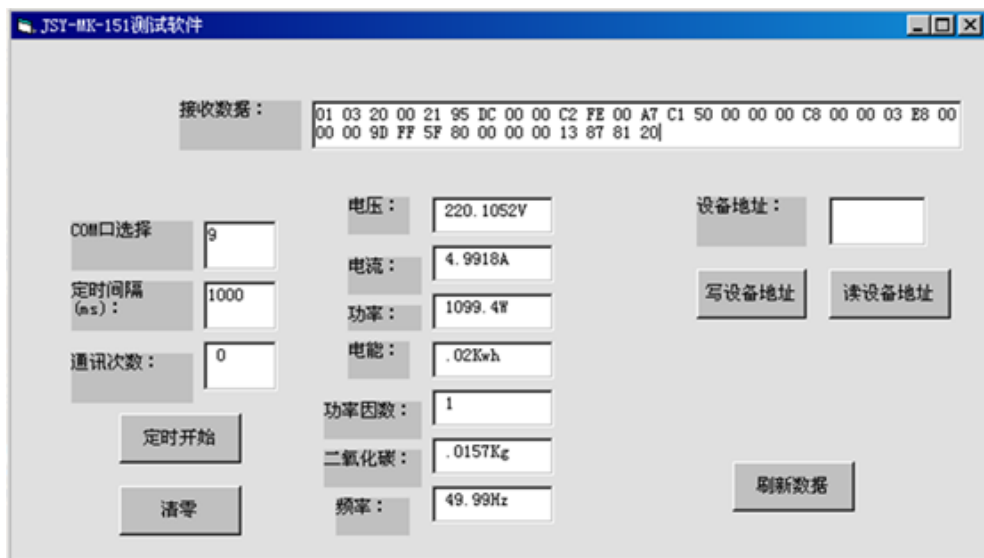 JSY-MK-151测试软件
接收数据：
01 03 20 00 21 95 DC 00 00 C2 FE 00 A7 C1 50 00 00 00 C8 00 00 03 E8 00
00 00 9D FF 5F 80 00 00 00 13 87 81 20
COM口选择
9
定时间隔
(ms)：
1000
通讯次数：
0
定时开始
清零
电压：
220.1052V
电流：
4.9918A
功率：
1099.4W
电能：
.02Kwh
功率因数：
1
二氧化碳：
.0157Kg
频率：
49.99Hz
设备地址：
写设备地址
读设备地址
刷新数据